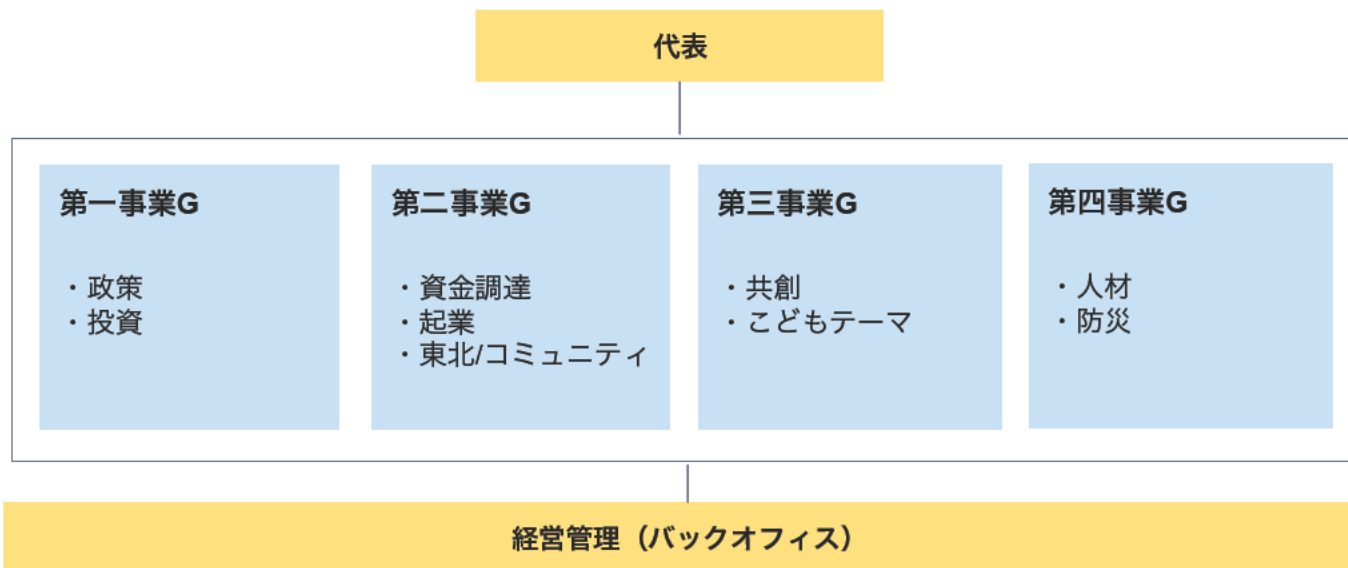 代表
第一事業G
・政策
・投資
第二事業G
・資金調達
・起業
・東北/コミュニティ
第三事業G
・共創
・こどもテーマ
第四事業G
・人材
・防災
経営管理（バックオフィス）